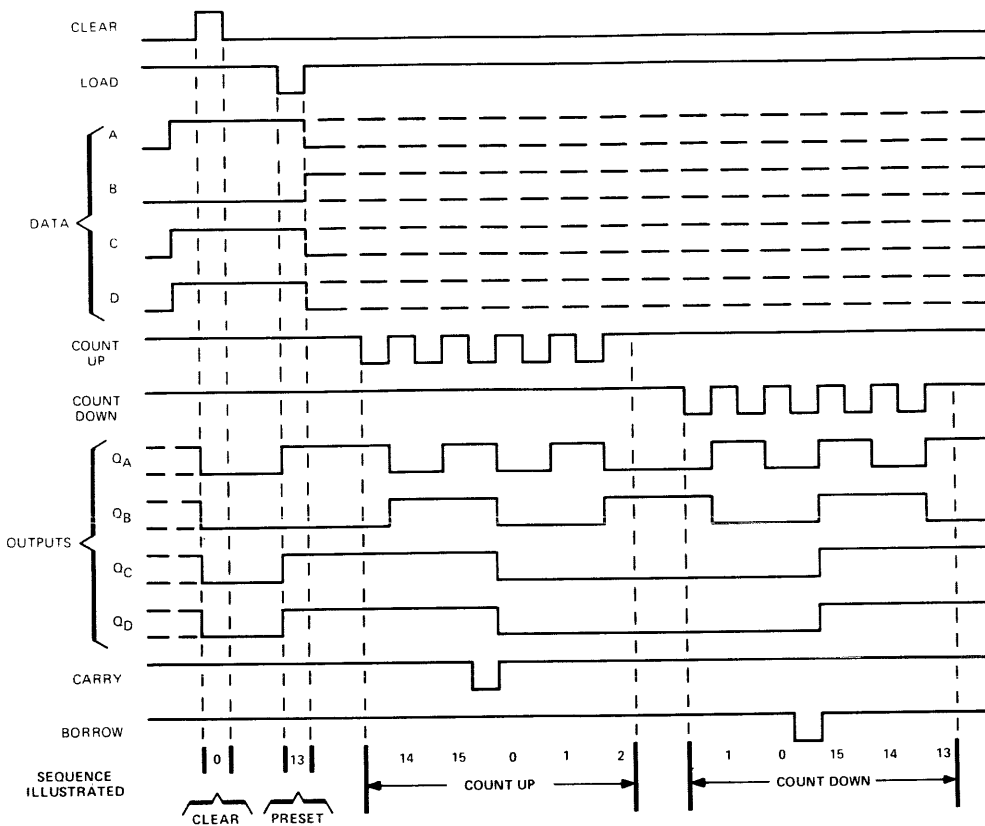 CLEAR
LOAD
A
B
DATA
C
D
COUNT
UP
COUNT
DOWN
QA
QB
OUTPUTS
QC
QD
CARRY
BORROW
SEQUENCE
ILLUSTRATED
0 13 14 15 0 1 2 1 0 15 14 13
COUNT UP COUNT DOWN
CLEAR PRESET